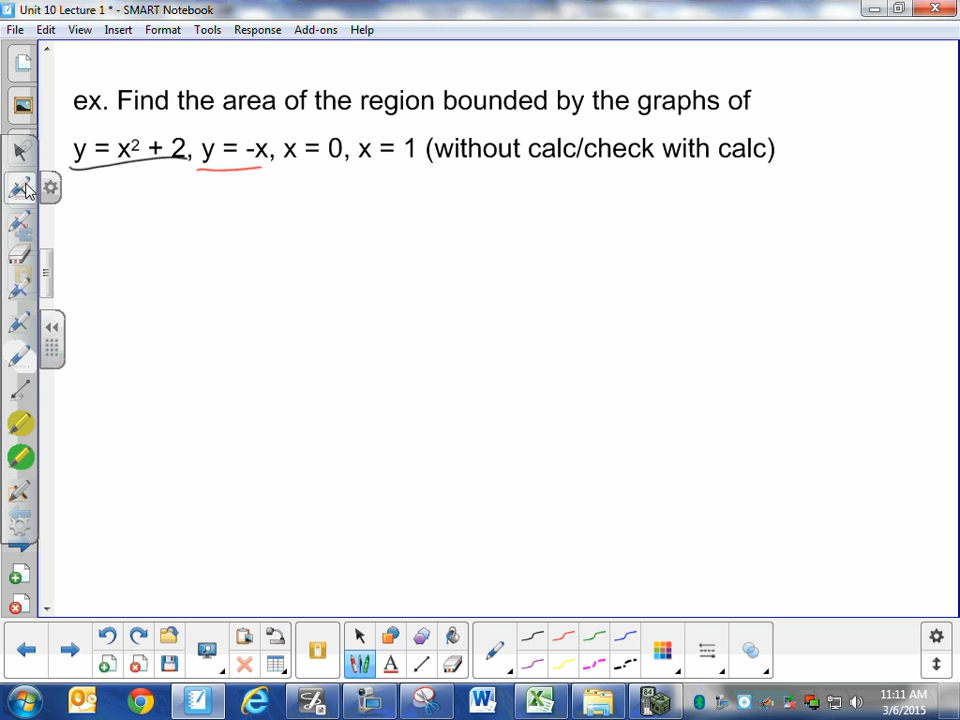 Unit 10 Lecture 1 * - SMART Notebook
File Edit View Insert Format Tools Response Add-ons Help
ex. Find the area of the region bounded by the graphs of
y = x² + 2, y = -x, x = 0, x = 1 (without calc/check with calc)
A
11:11 AM
3/6/2015